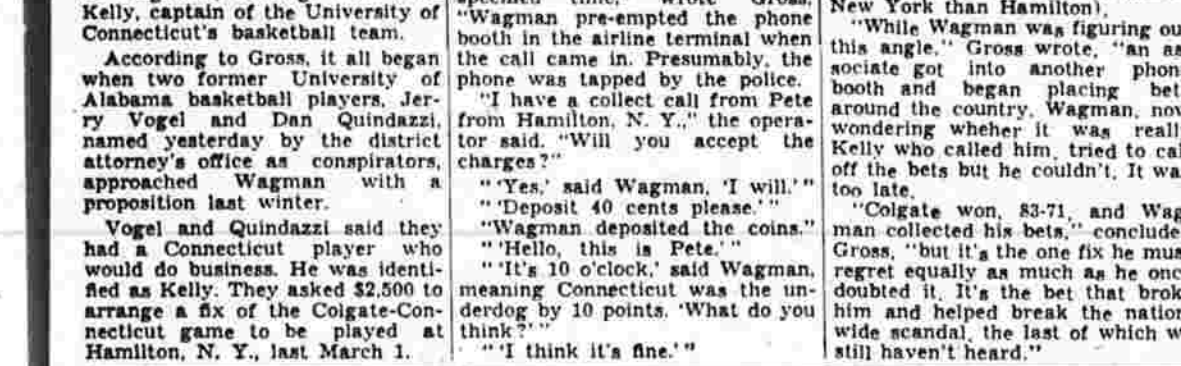 Kelly, captain of the University of
Connecticut's basketball team.
According to Gross, it all began
when two former University of
Alabama basketball players, Jer-
ry Vogel and Dan Quindazzi,
named yesterday by the district
attorney's office as conspirators,
approached Wagman with a
proposition last winter.
Vogel and Quindazzi said they
had a Connecticut player who
would do business. He was identi-
fied as Kelly. They asked $2,500 to
arrange a fix of the Colgate-Con-
necticut game to be played at
Hamilton, N. Y., last March 1.
"Wagman pre-empted the phone
booth in the airline terminal when
the call came in. Presumably, the
phone was tapped by the police.
"I have a collect call from Pete
from Hamilton, N. Y.," the opera-
tor said. "Will you accept the
charges?"
" 'Yes,' said Wagman, 'I will.' "
" 'Deposit 40 cents please.' "
"Wagman deposited the coins."
" 'Hello, this is Pete.' "
" 'It's 10 o'clock,' said Wagman,
meaning Connecticut was the un-
derdog by 10 points. 'What do you
think?' "
" 'I think it's fine.' "
New York than Hamilton).
"While Wagman was figuring ou
this angle," Gross wrote, "an as
sociate got into another phon
booth and began placing bet
around the country. Wagman, now
wondering wheher it was reall
Kelly who called him, tried to cal
off the bets but he couldn't. It wa
too late.
"Colgate won, 83-71, and Wag
man collected his bets," conclude
Gross, "but it's the one fix he mus
regret equally as much as he onc
doubted it. It's the bet that brok
him and helped break the nation
wide scandal, the last of which w
still haven't heard."